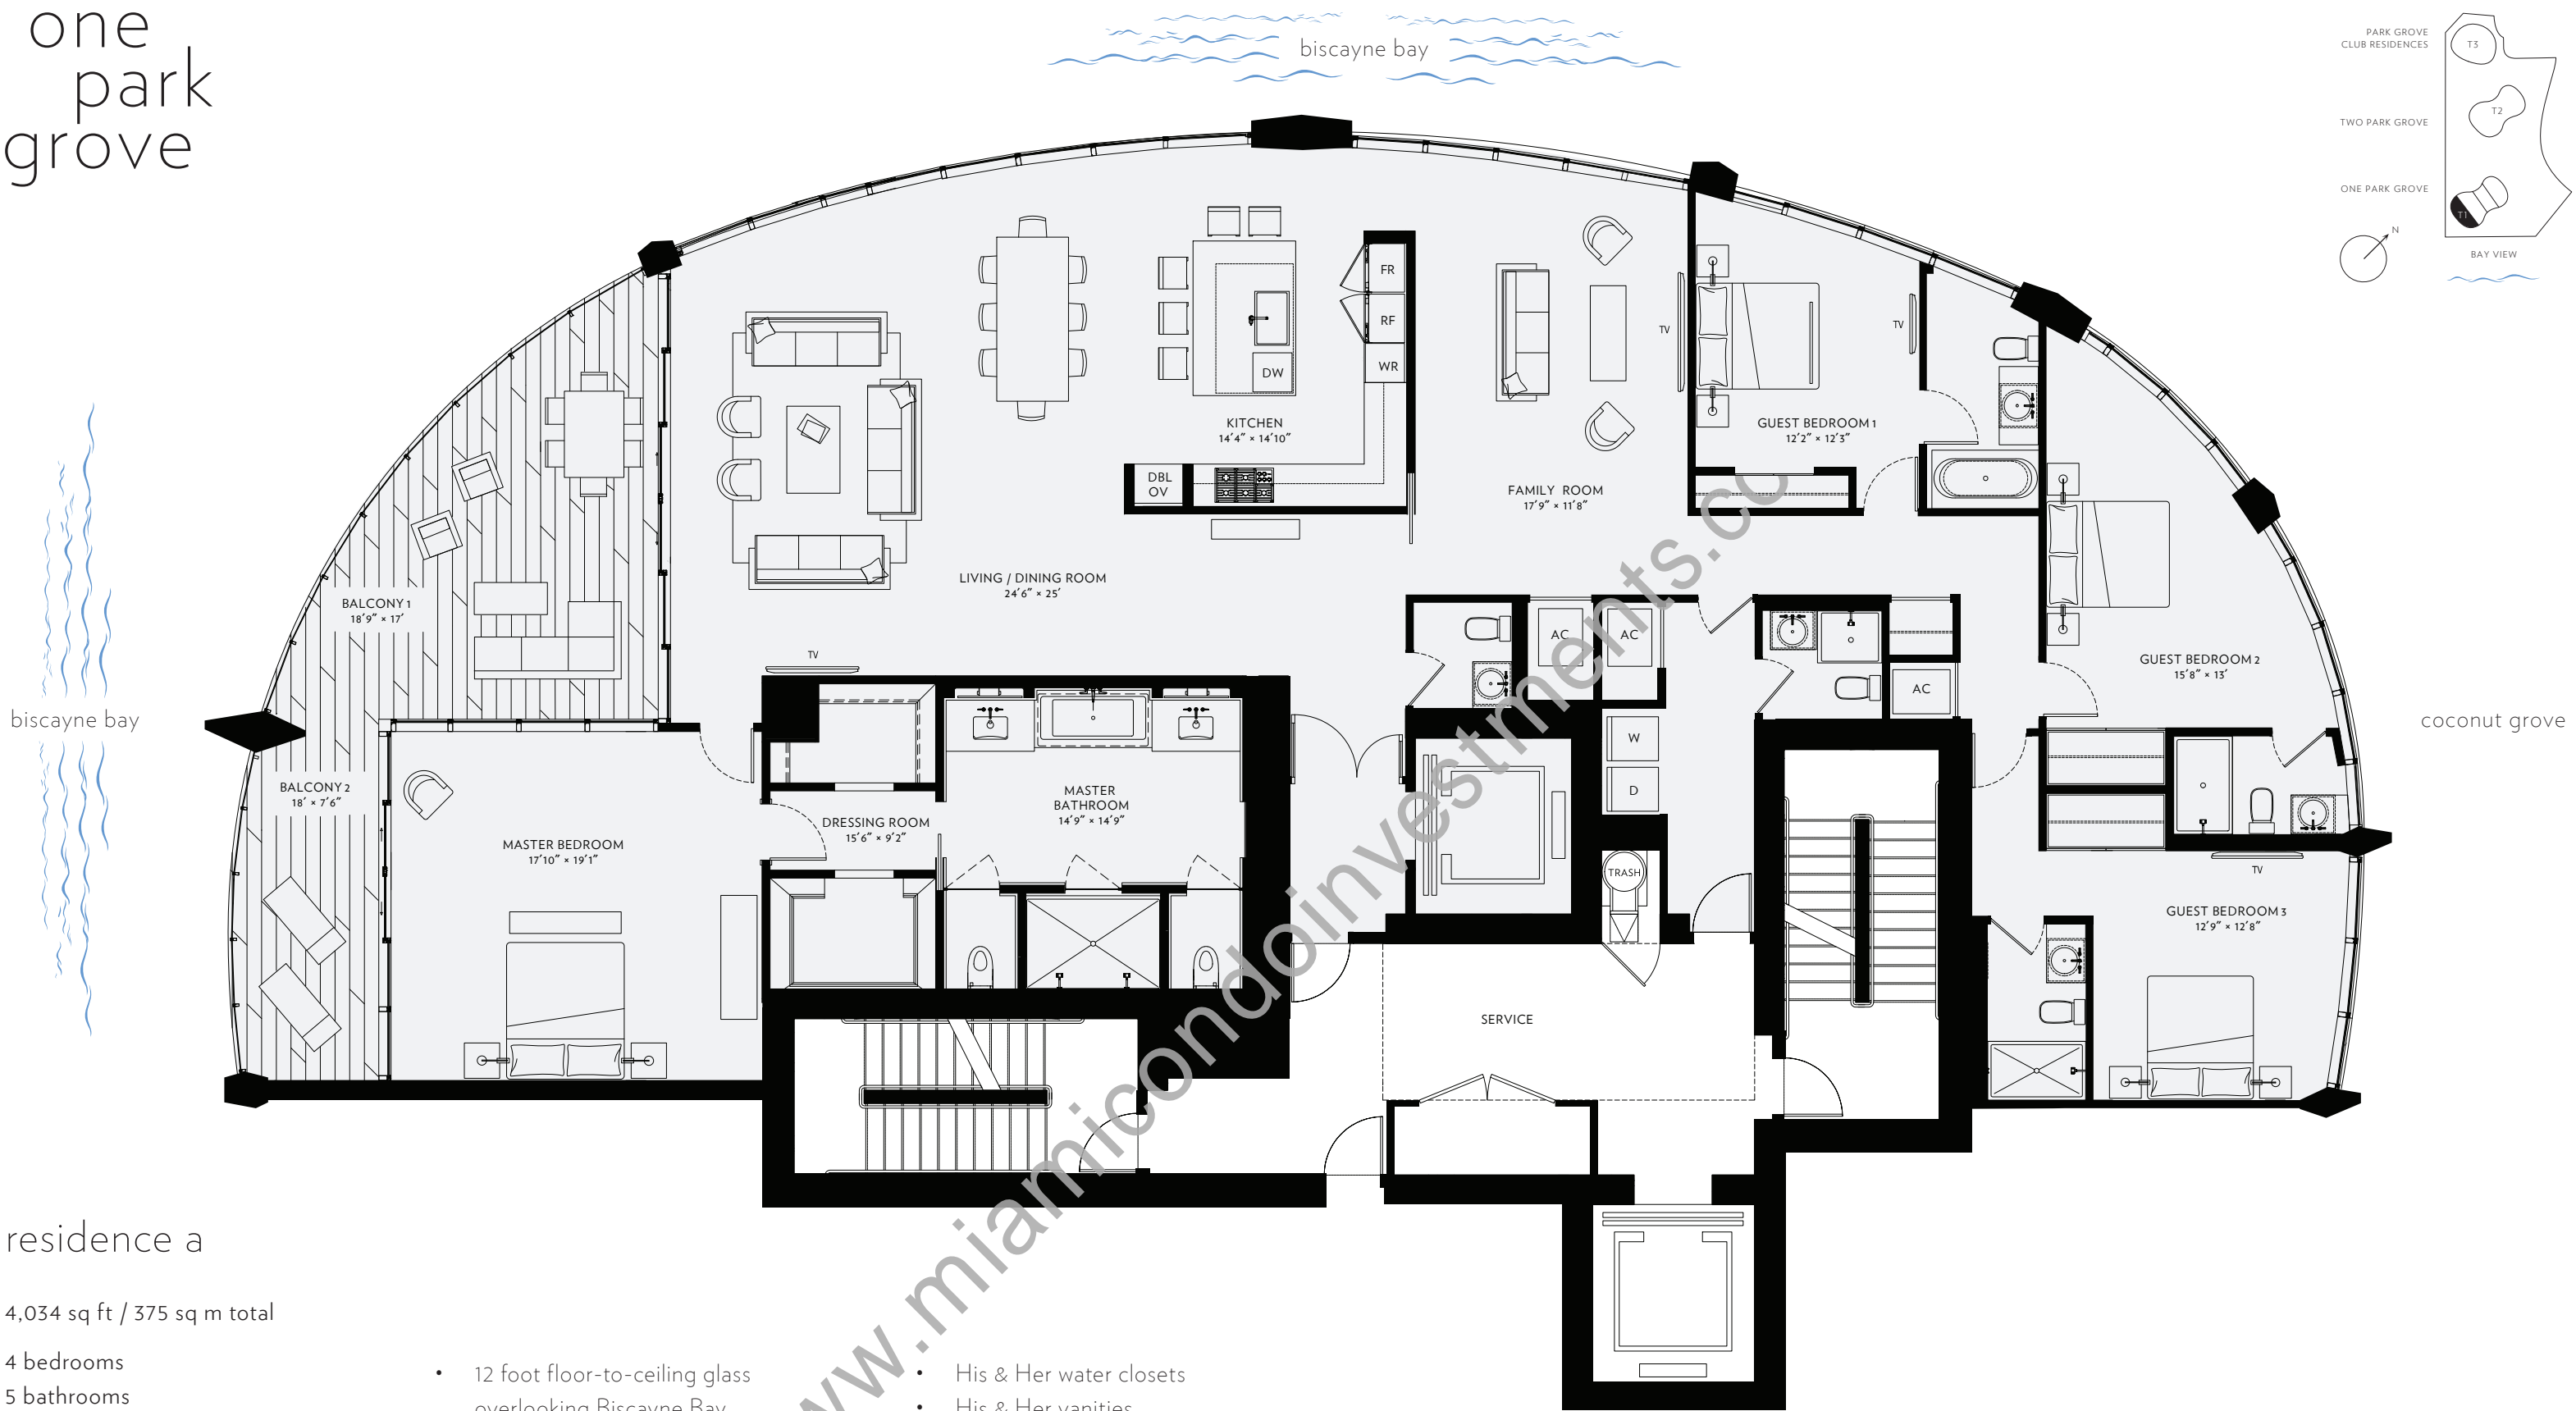 one
park
grove
biscayne bay
PARK GROVE
CLUB RESIDENCES
T3
TWO PARK GROVE
T2
ONE PARK GROVE
T1
N
BAY VIEW
FR
RF
WR
DW
KITCHEN
14'4" × 14'10"
DBL
OV
TV
TV
GUEST BEDROOM 1
12'2" × 12'3"
FAMILY ROOM
17'9" × 11'8"
LIVING / DINING ROOM
24'6" × 25'
BALCONY 1
18'9" × 17'
TV
AC
AC
AC
GUEST BEDROOM 2
15'8" × 13'
biscayne bay
coconut grove
W
D
BALCONY 2
18' × 7'6"
MASTER
BATHROOM
14'9" × 14'9"
DRESSING ROOM
15'6" × 9'2"
MASTER BEDROOM
17'10" × 19'1"
TRASH
TV
GUEST BEDROOM 3
12'9" × 12'8"
SERVICE
residence a
4,034 sq ft / 375 sq m total
4 bedrooms
5 bathrooms
• 12 foot floor-to-ceiling glass
overlooking Biscayne Bay
• His & Her water closets
• His & Her vanities